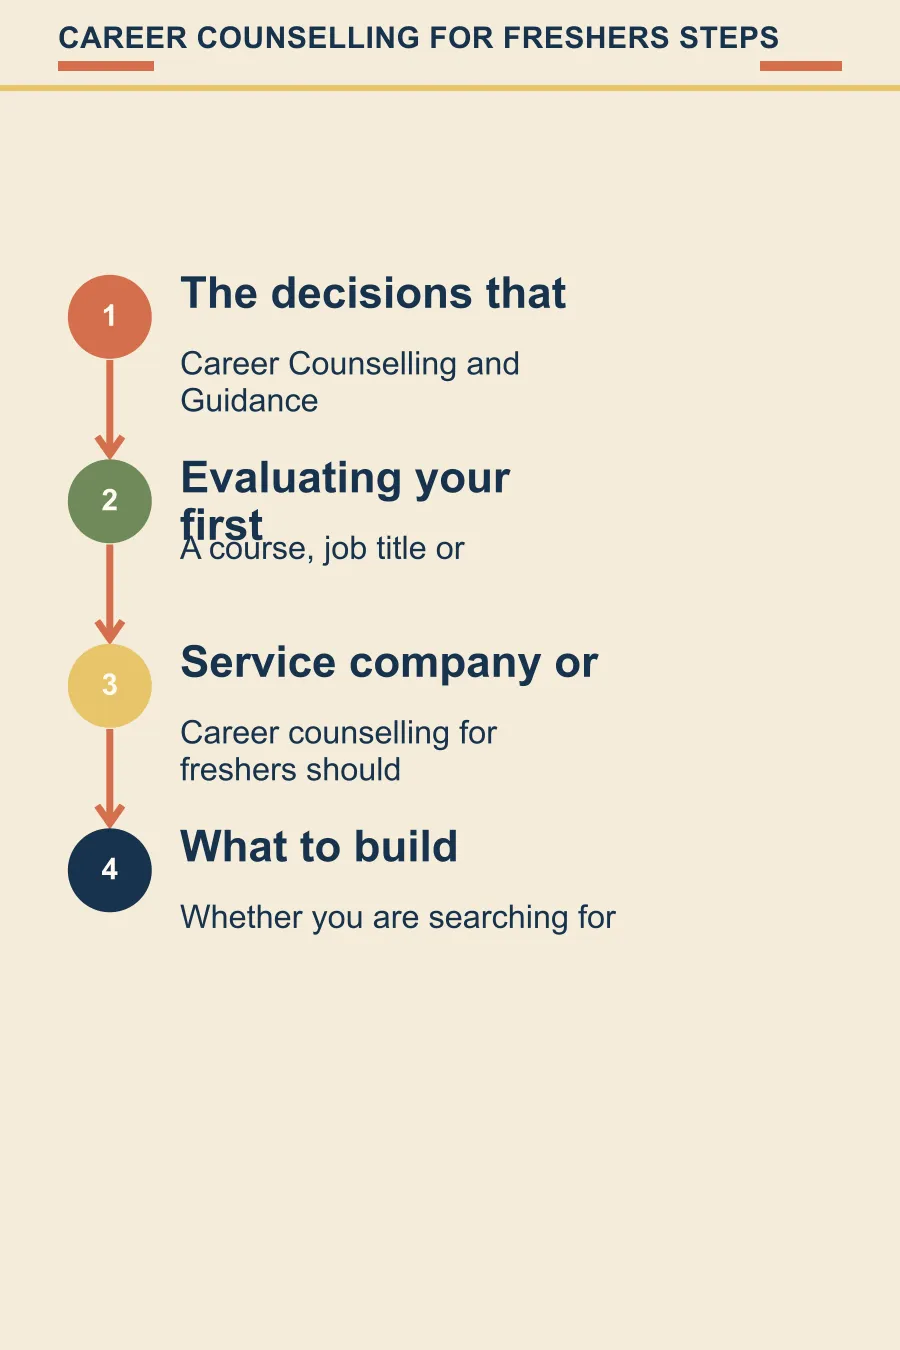 CAREER COUNSELLING FOR FRESHERS STEPS
1
The decisions that
Career Counselling and
Guidance
2
Evaluating your
first
A course, job title or
3
Service company or
Career counselling for
freshers should
4
What to build
Whether you are searching for